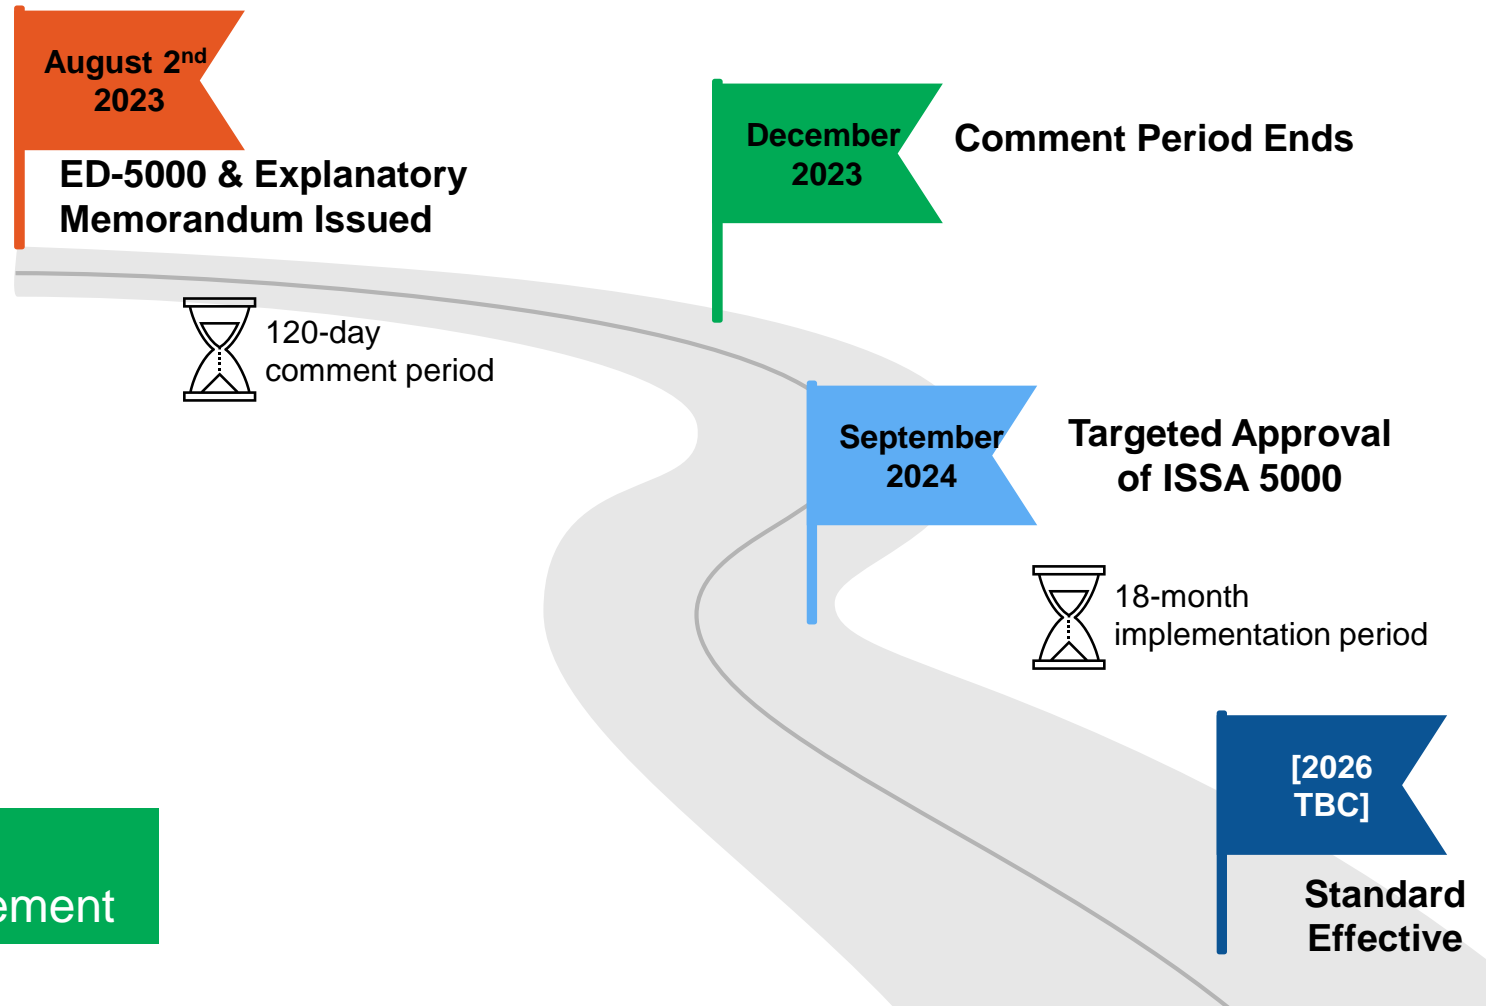 August 2nd
2023
ED-5000 & Explanatory
Memorandum Issued
December
2023
Comment Period Ends
120-day
comment period
September
2024
Targeted Approval
of ISSA 5000
18-month
implementation period
[2026
TBC]
Standard
Effective
ement